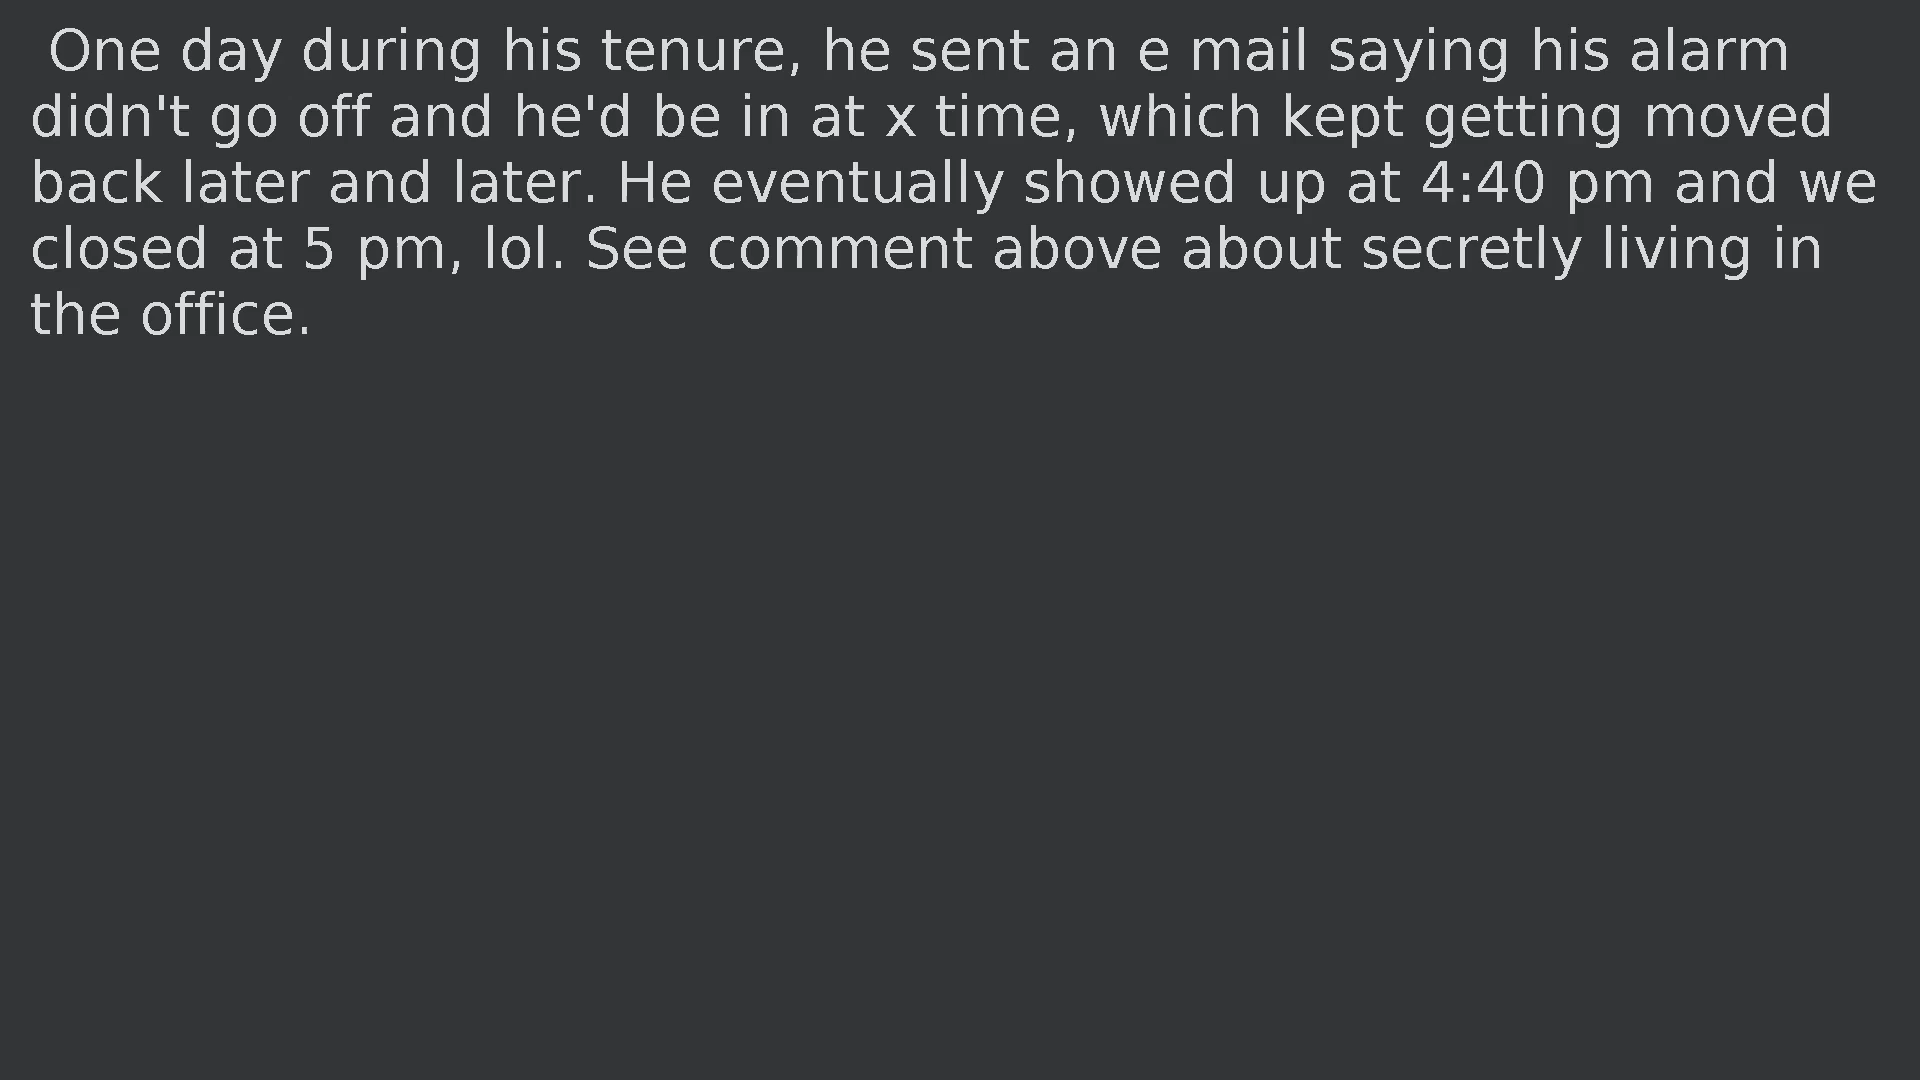 One day during his tenure, he sent an e mail saying his alarm
didn't go off and he'd be in at x time, which kept getting moved
back later and later. He eventually showed up at 4:40 pm and we
closed at 5 pm, lol. See comment above about secretly living in
the office.